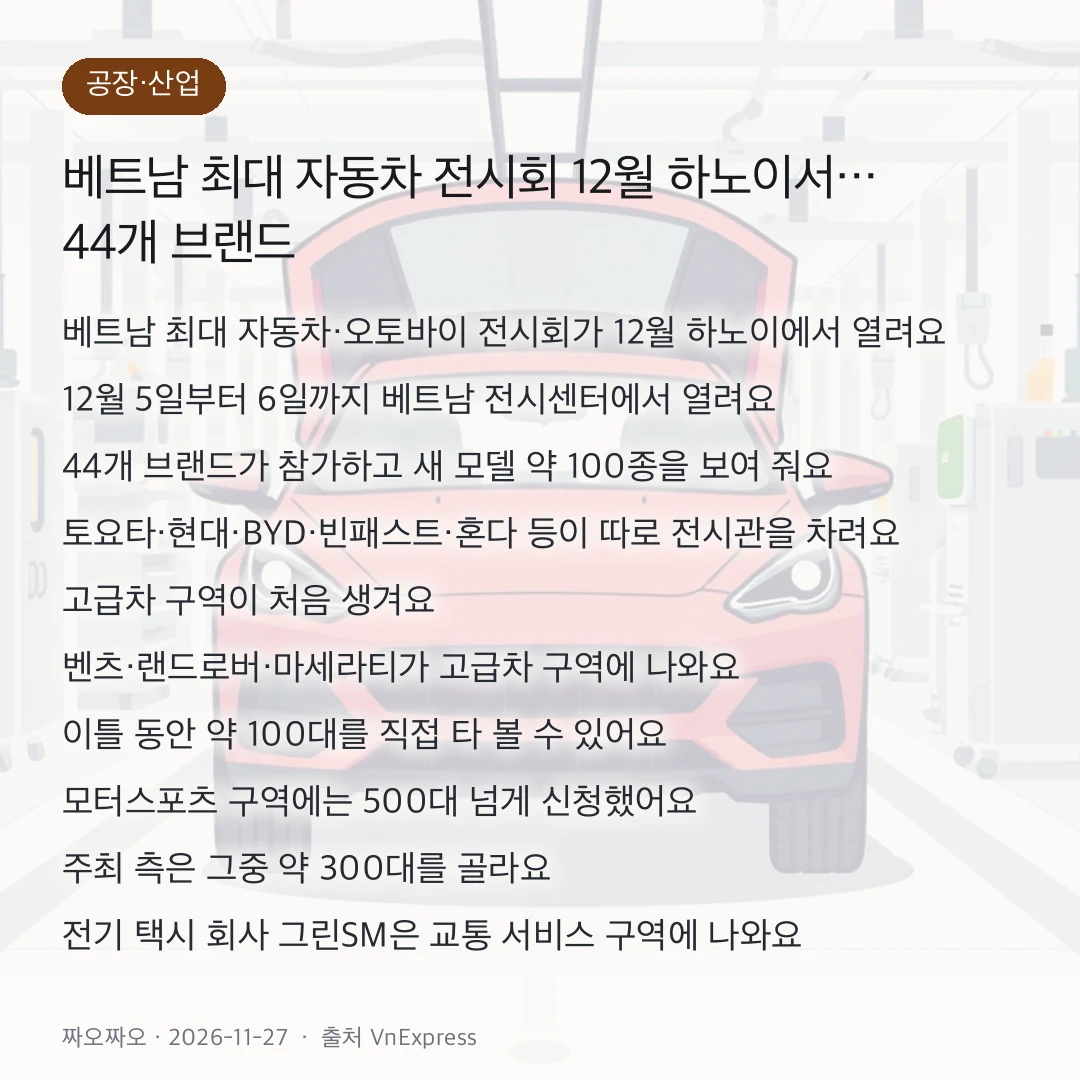 공장·산업
베트남 최대 자동차 전시회 12월 하노이서…
44개 브랜드
베트남 최대 자동차·오토바이 전시회가 12월 하노이에서 열려요
12월 5일부터 6일까지 베트남 전시센터에서 열려요
44개 브랜드가 참가하고 새 모델 약 100종을 보여 줘요
토요타·현대·BYD·빈패스트·혼다 등이 따로 전시관을 차려요
고급차 구역이 처음 생겨요
벤츠·랜드로버·마세라티가 고급차 구역에 나와요
이틀 동안 약 100대를 직접 타 볼 수 있어요
모터스포츠 구역에는 500대 넘게 신청했어요
주최 측은 그중 약 300대를 골라요
전기 택시 회사 그린SM은 교통 서비스 구역에 나와요
짜오짜오 · 2026-11-27 · 출처 VnExpress